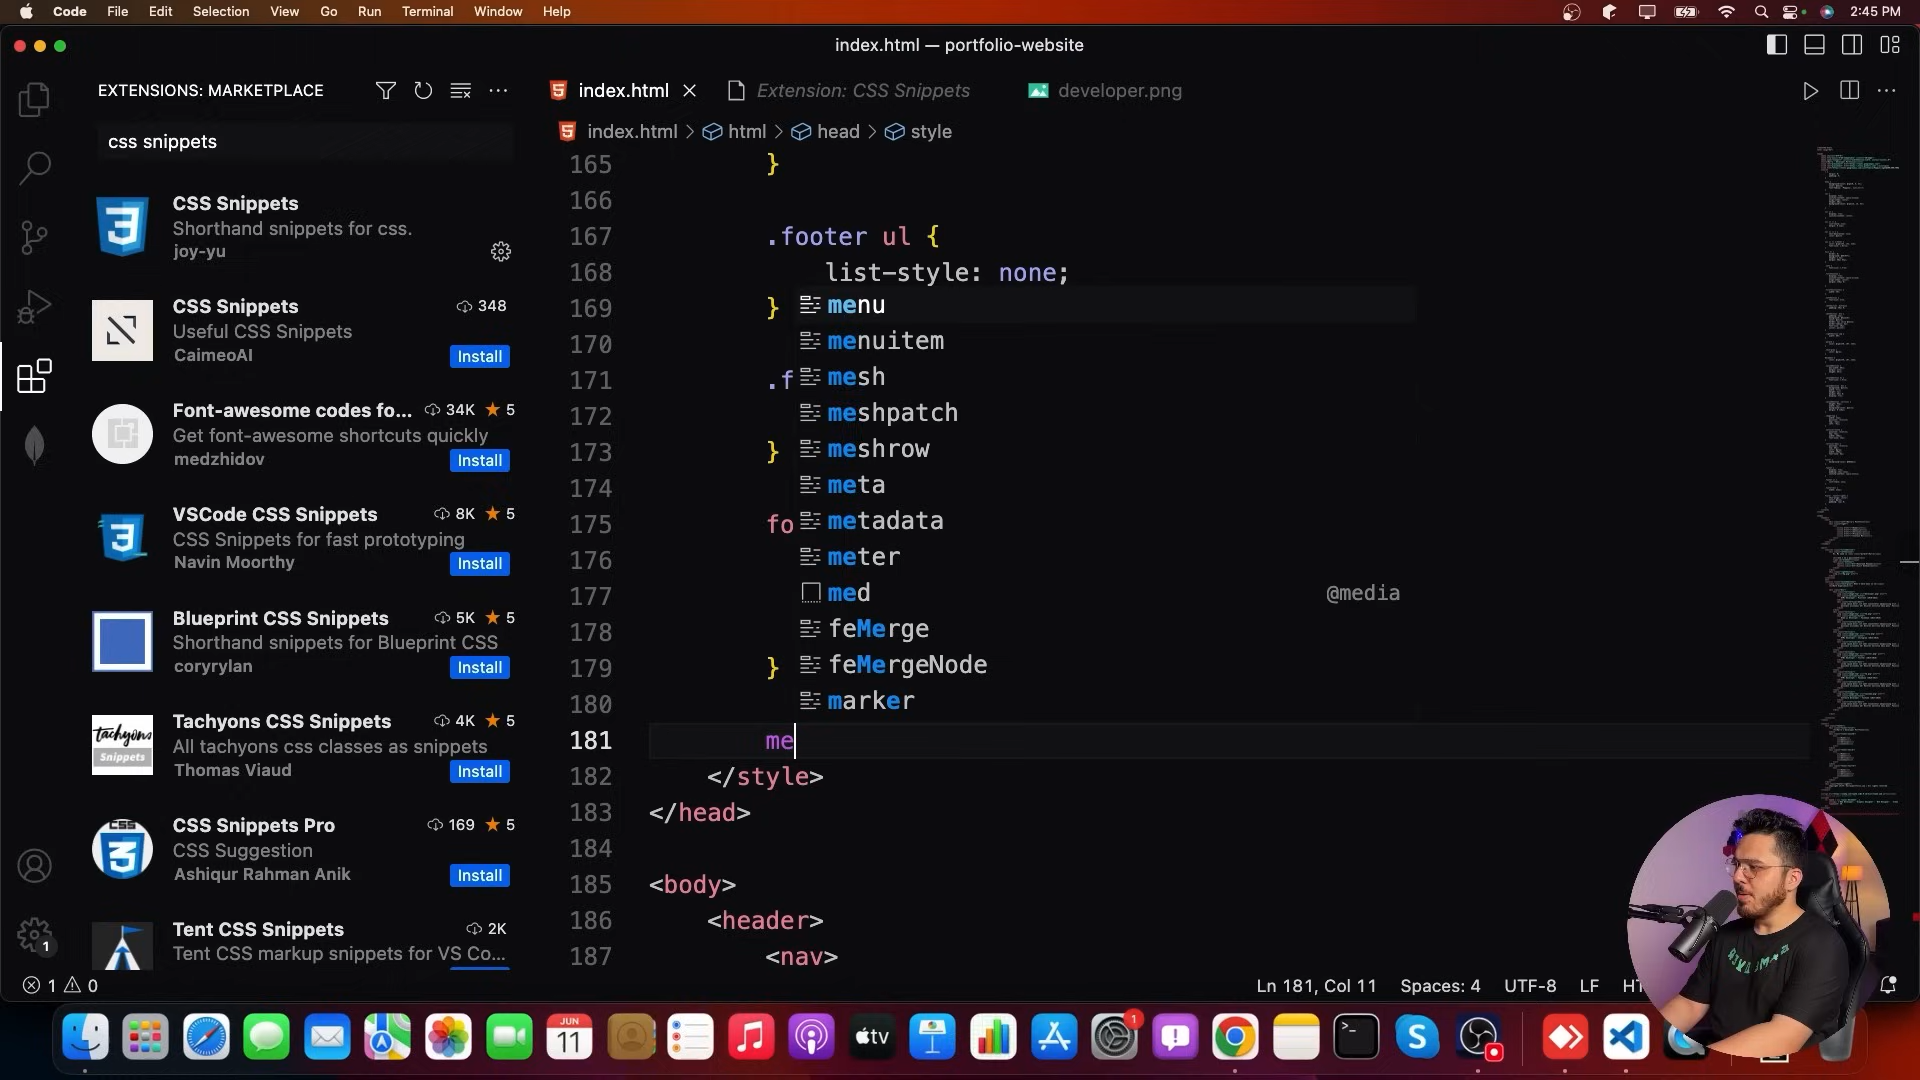 Code File Edit Selection View Go Run Terminal Window Help 2:45 PM
index.html — portfolio-website
EXTENSIONS: MARKETPLACE
css snippets
CSS Snippets
Shorthand snippets for css.
joy-yu
CSS Snippets 348
Useful CSS Snippets
CaimeoAI Install
Font-awesome codes fo... 34K ★ 5
Get font-awesome shortcuts quickly
medzhidov Install
VSCode CSS Snippets 8K ★ 5
CSS Snippets for fast prototyping
Navin Moorthy Install
Blueprint CSS Snippets 5K ★ 5
Shorthand snippets for Blueprint CSS
coryrylan Install
Tachyons CSS Snippets 4K ★ 5
All tachyons css classes as snippets
Thomas Viaud Install
CSS Snippets Pro 169 ★ 5
CSS Suggestion
Ashiqur Rahman Anik Install
Tent CSS Snippets 2K
Tent CSS markup snippets for VS Co...
tachyons
Snippets
index.html Extension: CSS Snippets developer.png
index.html > html > head > style
165 }
166
167 .footer ul {
168 list-style: none;
169 } menu
170 menuitem
171 .f mesh
172 meshpatch
173 } meshrow
174 meta
175 fo metadata
176 meter
177 med @media
178 feMerge
179 } feMergeNode
180 marker
181 me
182 </style>
183 </head>
184
185 <body>
186 <header>
187 <nav>
1
1 0
Ln 181, Col 11 Spaces: 4 UTF-8 LF HT
JUN
11
tv
1